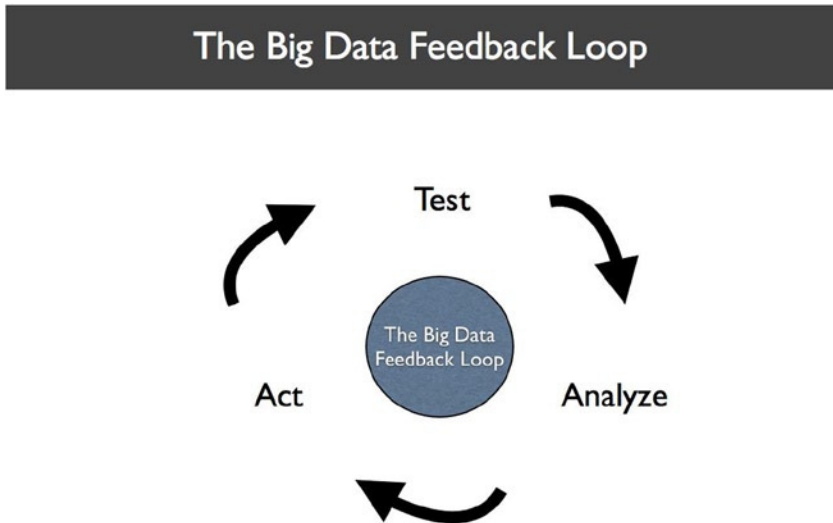 The Big Data Feedback Loop
Test
The Big Data
Feedback Loop
Act
Analyze